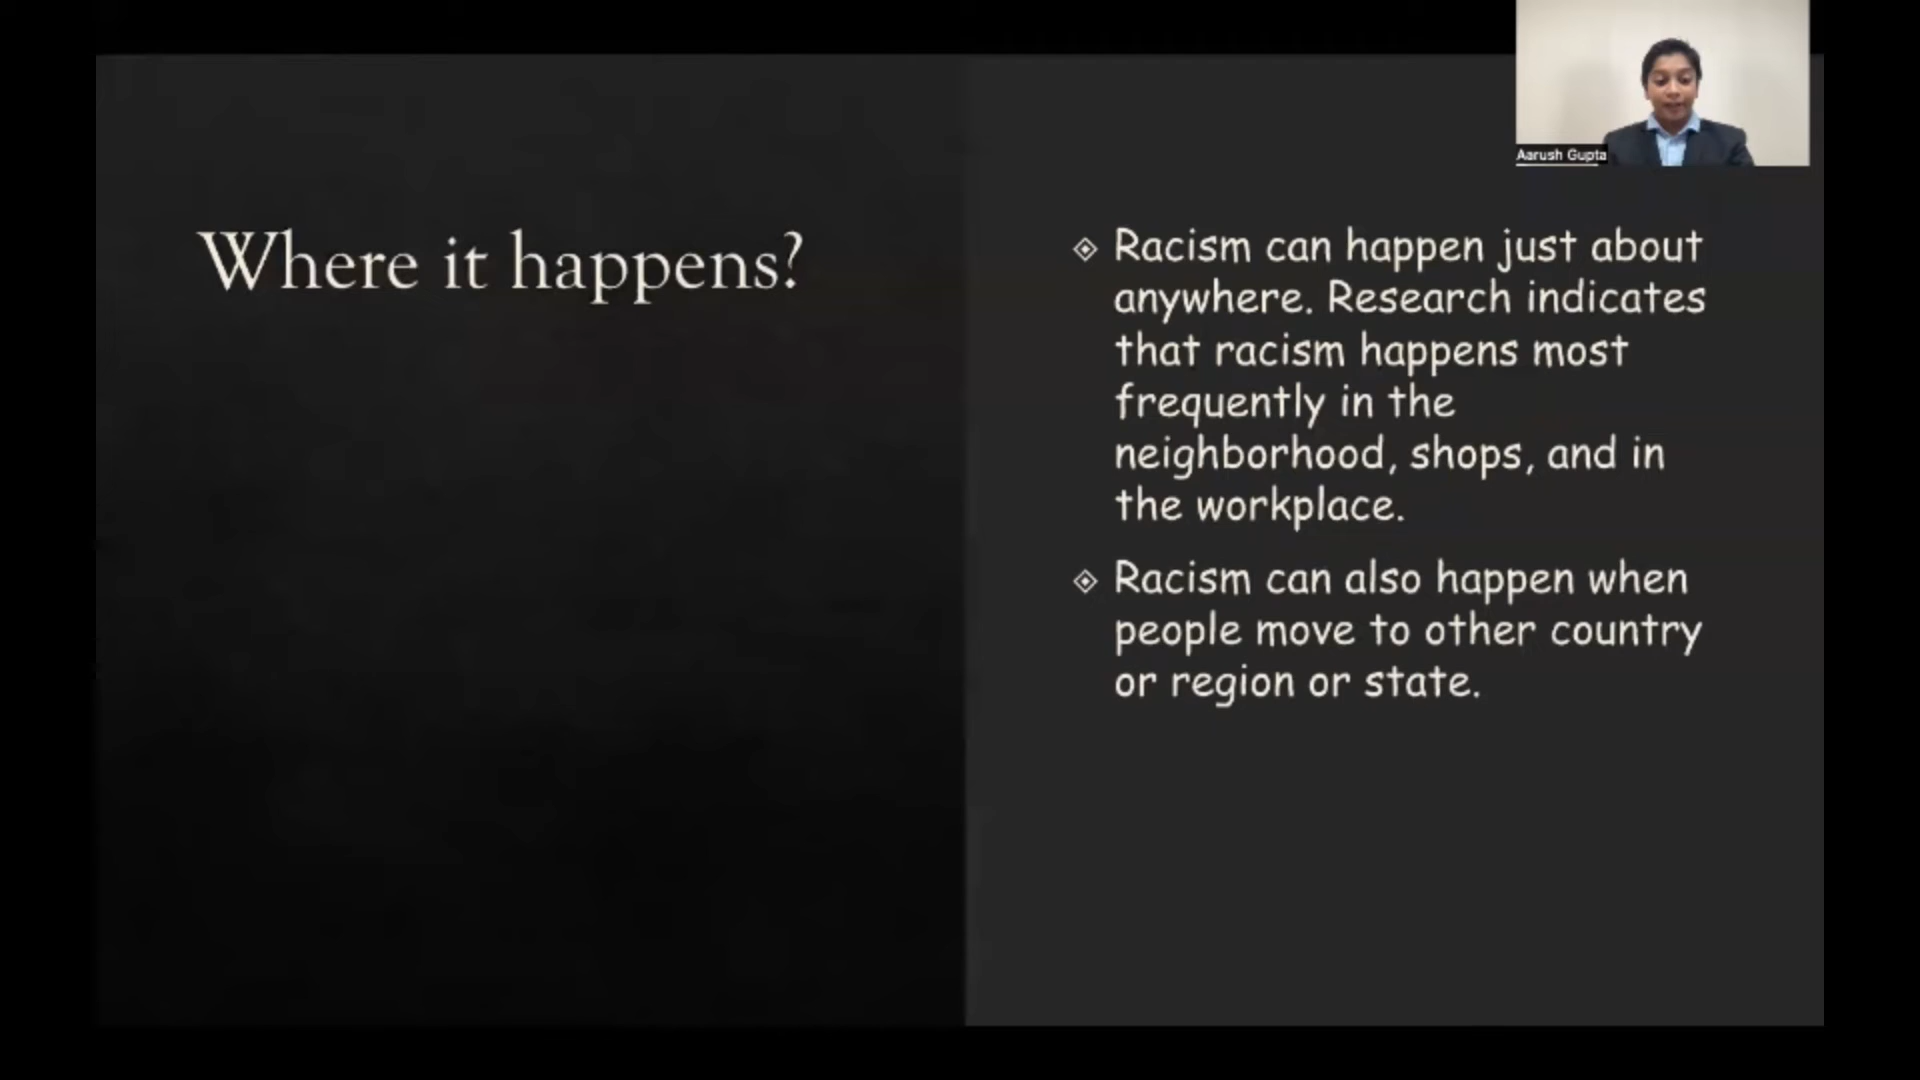 Aarush Gupta
Where it happens?
Racism can happen just about
anywhere. Research indicates
that racism happens most
frequently in the
neighborhood, shops, and in
the workplace.
Racism can also happen when
people move to other country
or region or state.